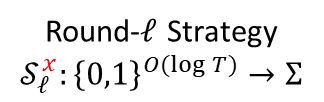 Round-ℓ Strategy
𝒮_ℓ^x: {0,1}^{O(log T)} → Σ